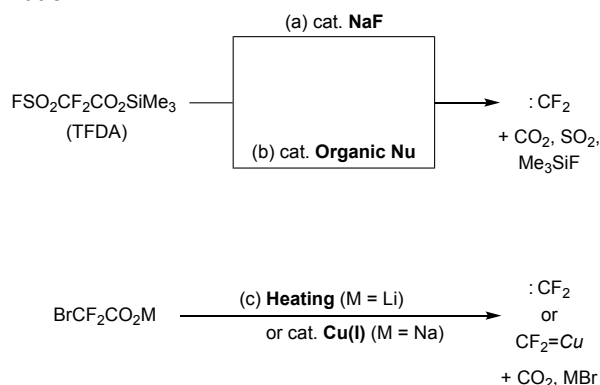 (a) cat. NaF
FSO₂CF₂CO₂SiMe₃
(TFDA)
:CF₂
+ CO₂, SO₂,
Me₃SiF
(b) cat. Organic Nu
BrCF₂CO₂M
(c) Heating (M = Li)
or cat. Cu(I) (M = Na)
:CF₂
or
CF₂=Cu
+ CO₂, MBr